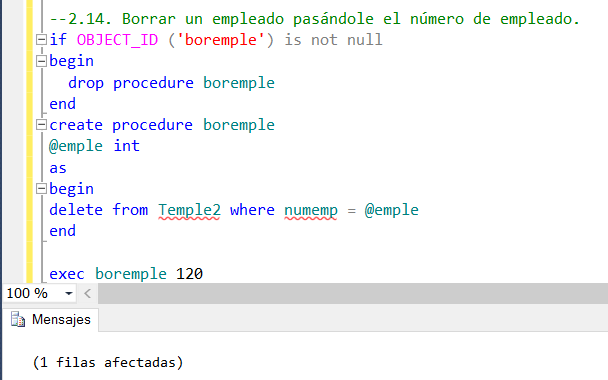 --2.14. Borrar un empleado pasándole el número de empleado.
if OBJECT_ID ('boremple') is not null
begin
drop procedure boremple
end
create procedure boremple
@emple int
as
begin
delete from Temple2 where numemp = @emple
end
exec boremple 120
100 %
Mensajes
(1 filas afectadas)